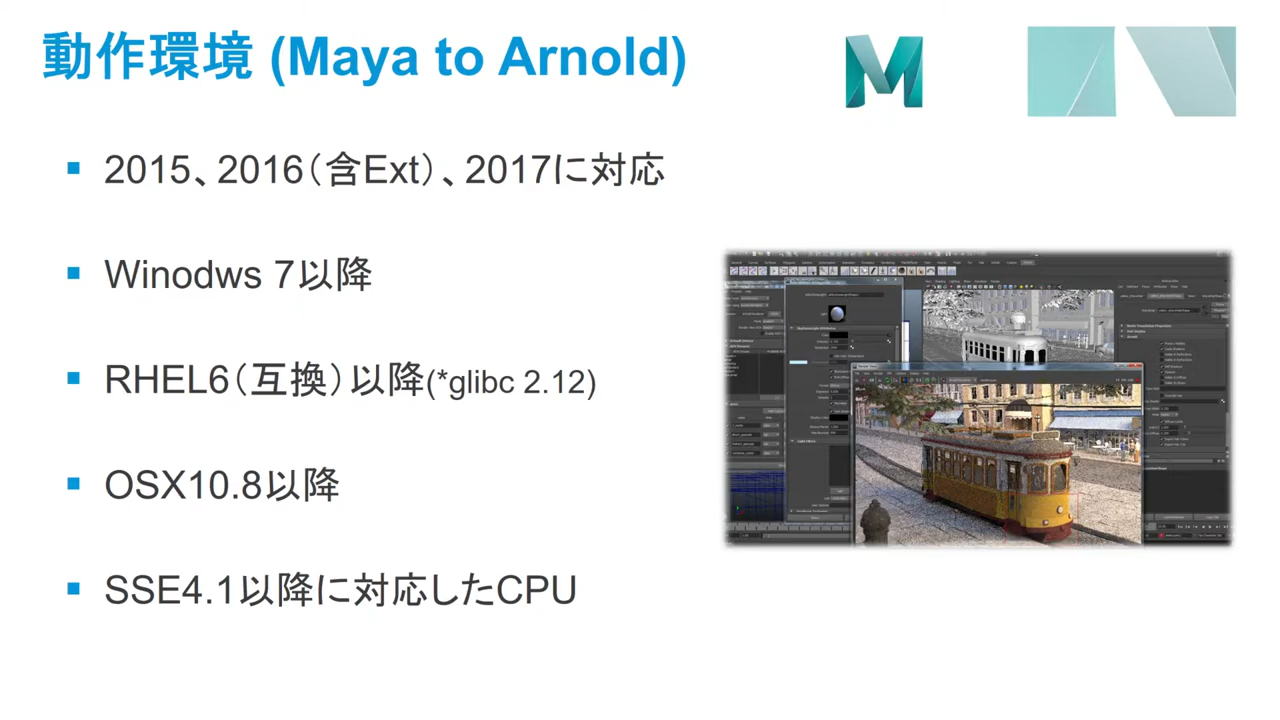 動作環境 (Maya to Arnold)
2015、2016（含Ext）、2017に対応
Winodws 7以降
RHEL6（互換）以降(*glibc 2.12)
OSX10.8以降
SSE4.1以降に対応したCPU